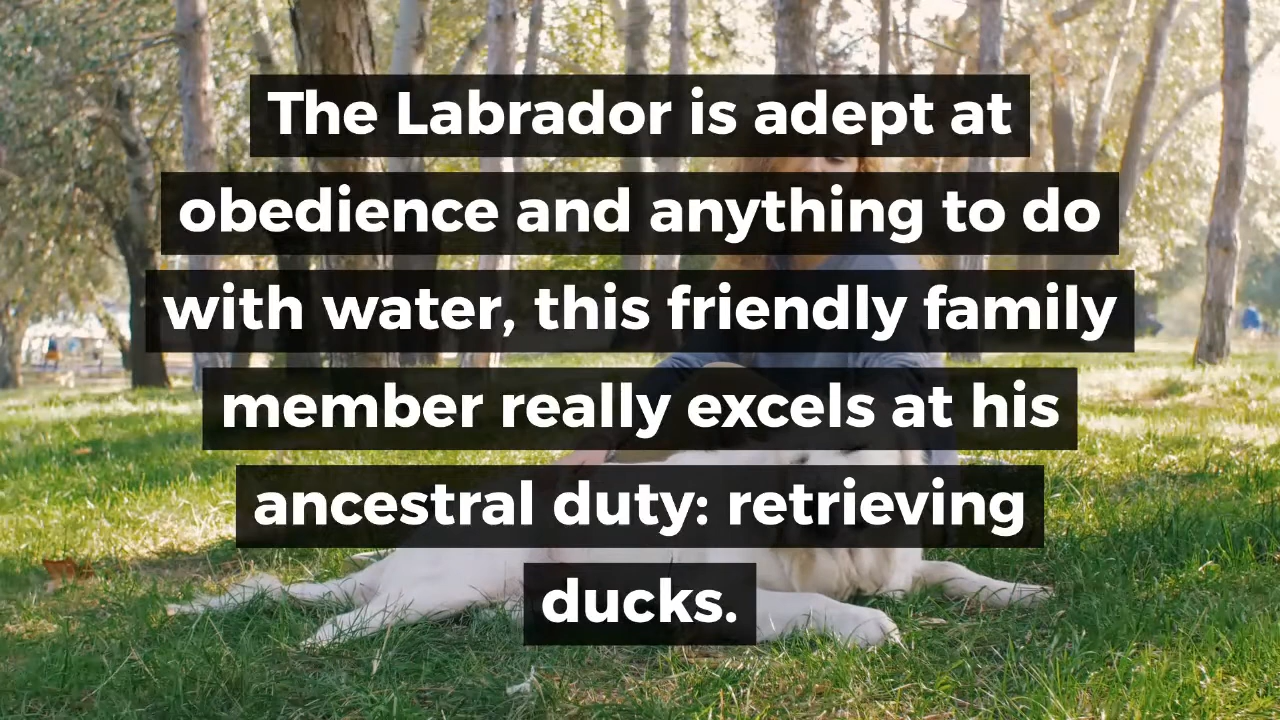 The Labrador is adept at
obedience and anything to do
with water, this friendly family
member really excels at his
ancestral duty: retrieving
ducks.